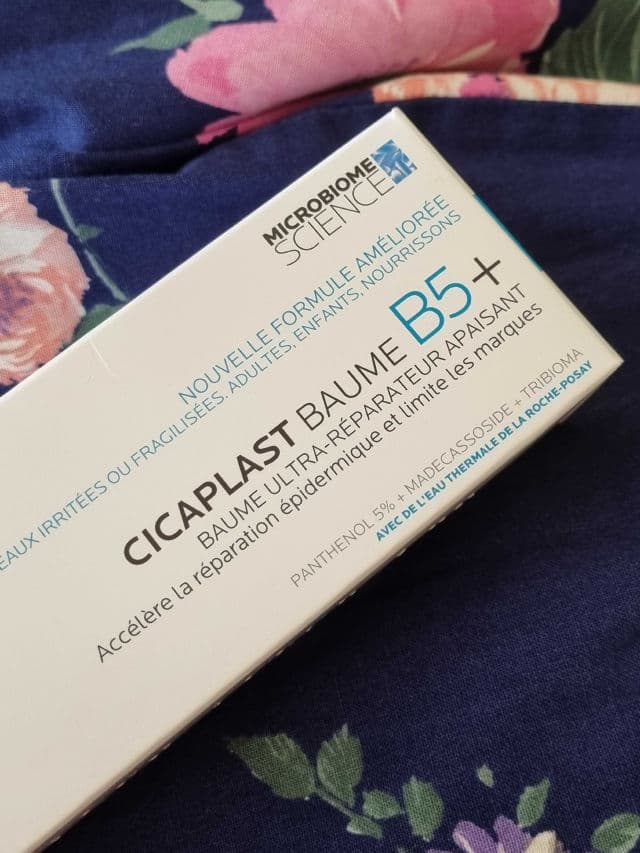 MICROBIOME
SCIENCE
NOUVELLE FORMULE AMÉLIORÉE
IRRITÉES OU FRAGILISÉES. ADULTES, ENFANTS, NOURRISSONS
CICAPLAST BAUME B5+
BAUME ULTRA-RÉPARATEUR APAISANT
Accélère la réparation épidermique et limite les marques
PANTHENOL 5% + MADECASSOSIDE + TRIBIOMA
AVEC DE L'EAU THERMALE DE LA ROCHE-POSAY